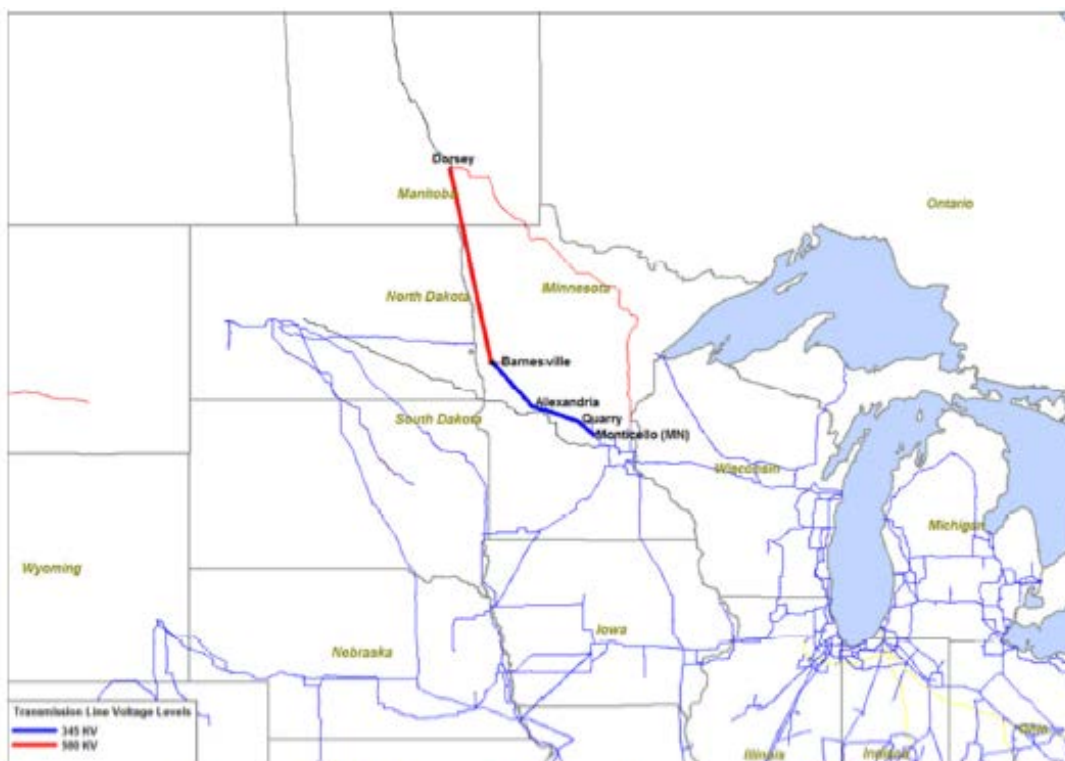 Dorsey
Manitoba
Ontario
North Dakota
Minnesota
Barnesville
Alexandria
South Dakota
Quarry
Monticello (MN)
Wisconsin
Michigan
Wyoming
Iowa
Nebraska
Transmission Line Voltage Levels
345 KV
500 KV
Ohio
Illinois
Indiana